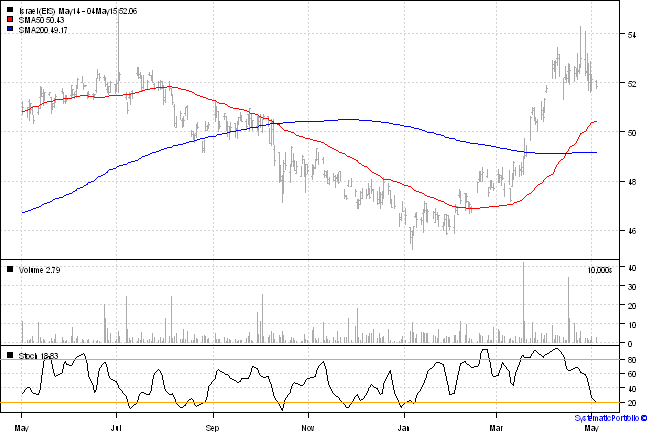 Israel (EIS) May14 - 04May15 52.06
SMA50 50.43
SMA200 49.17
54
52
50
48
46
Volume 2.79
10,000s
40
30
20
10
0
Stoch 18.83
80
60
40
20
May Jul Sep Nov Jan Mar May
SystematicPortfolio ©